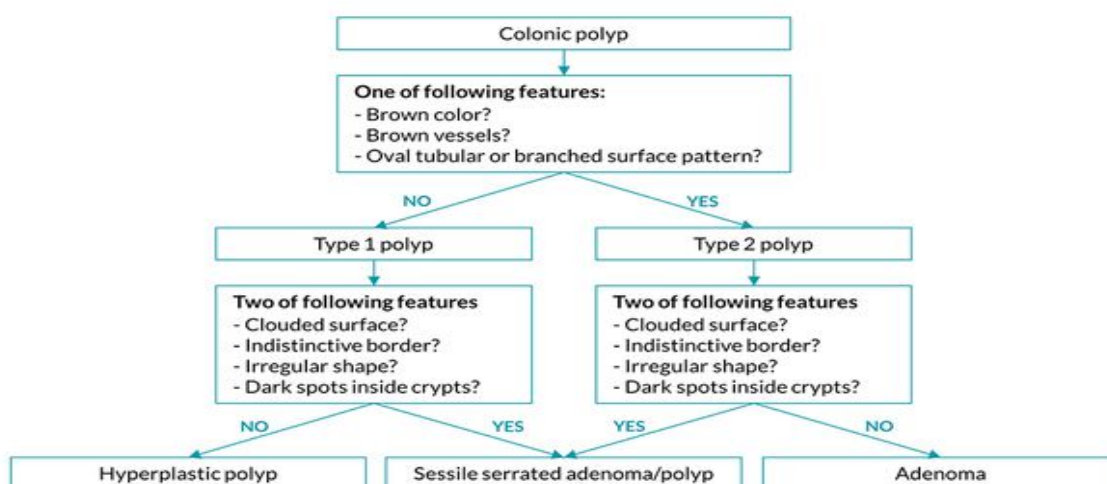 Colonic polyp
One of following features:
- Brown color?
- Brown vessels?
- Oval tubular or branched surface pattern?
NO
YES
Type 1 polyp
Type 2 polyp
Two of following features
- Clouded surface?
- Indistinctive border?
- Irregular shape?
- Dark spots inside crypts?
Two of following features
- Clouded surface?
- Indistinctive border?
- Irregular shape?
- Dark spots inside crypts?
NO
YES
YES
NO
Hyperplastic polyp
Sessile serrated adenoma/polyp
Adenoma